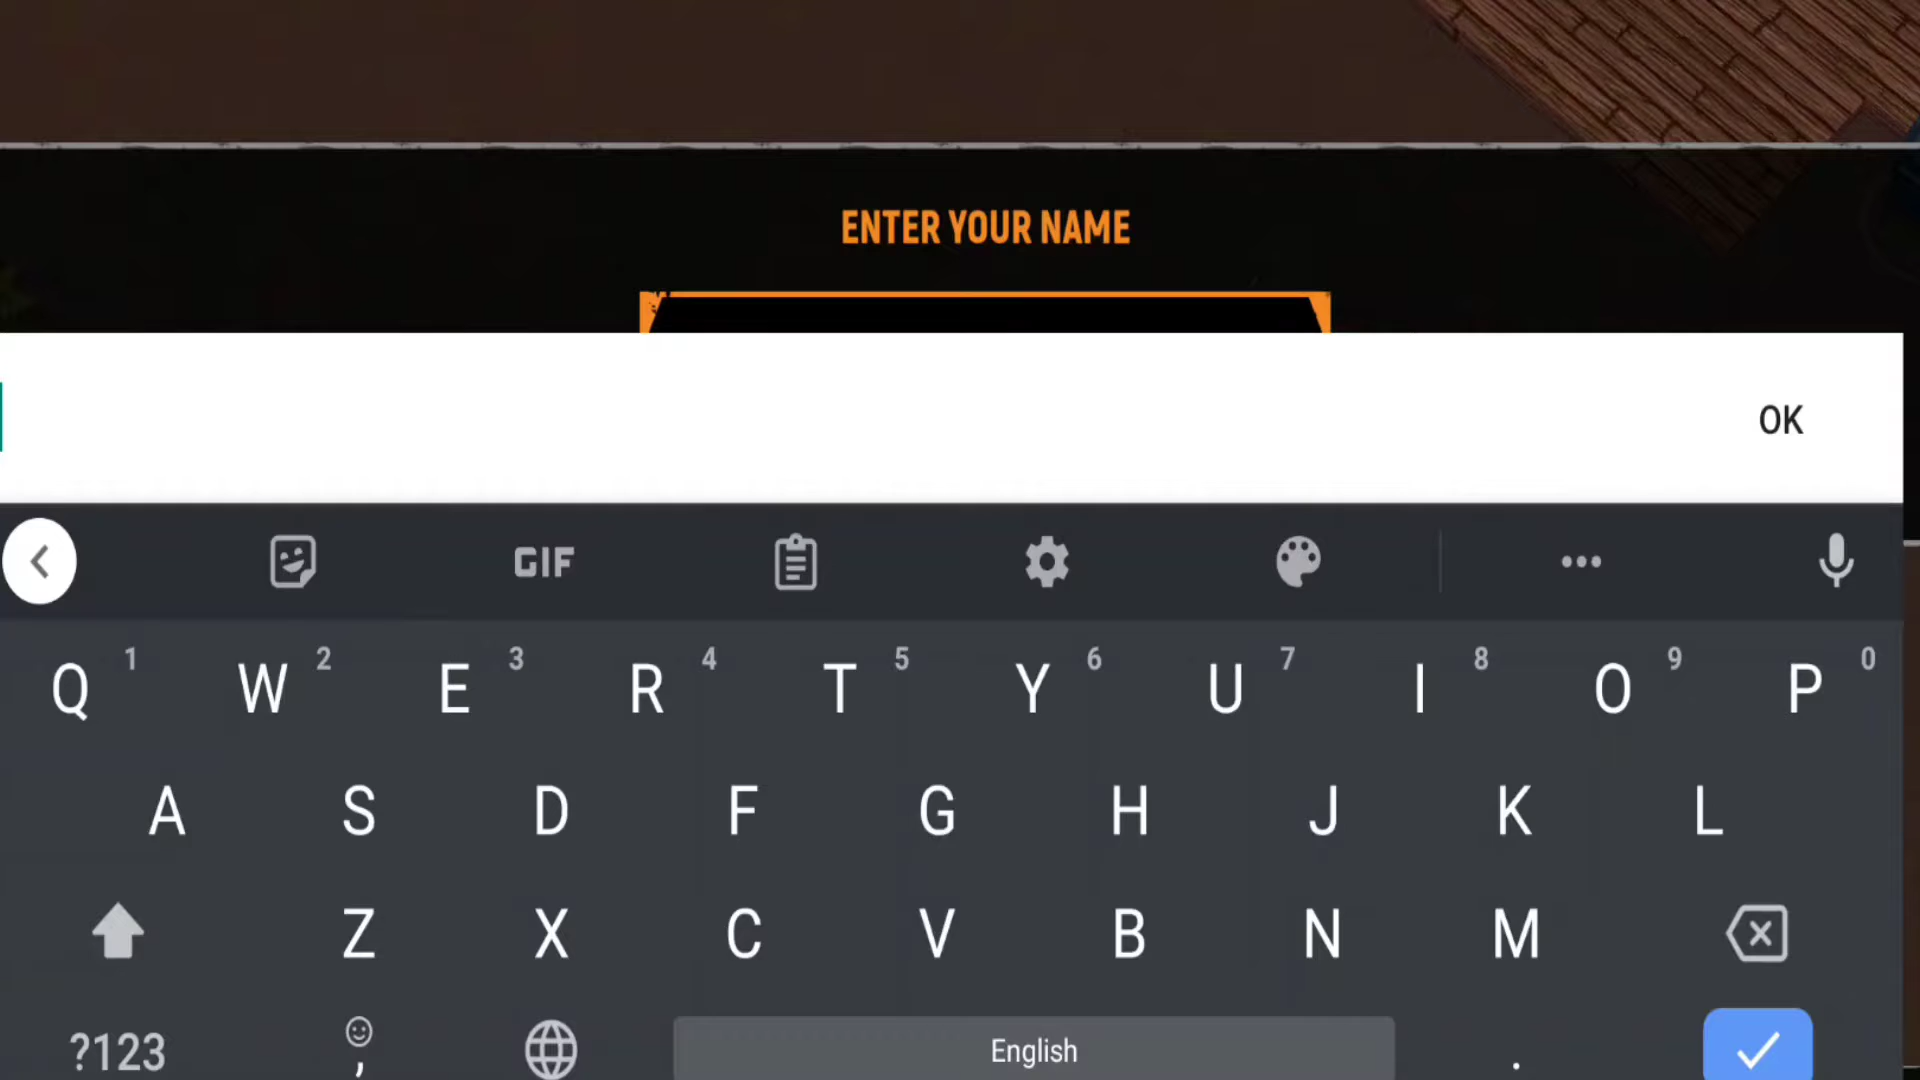 ENTER YOUR NAME
OK
GIF
Q 1 W 2 E 3 R 4 T 5 Y 6 U 7 I 8 O 9 P 0
A S D F G H J K L
Z X C V B N M
?123 , English .